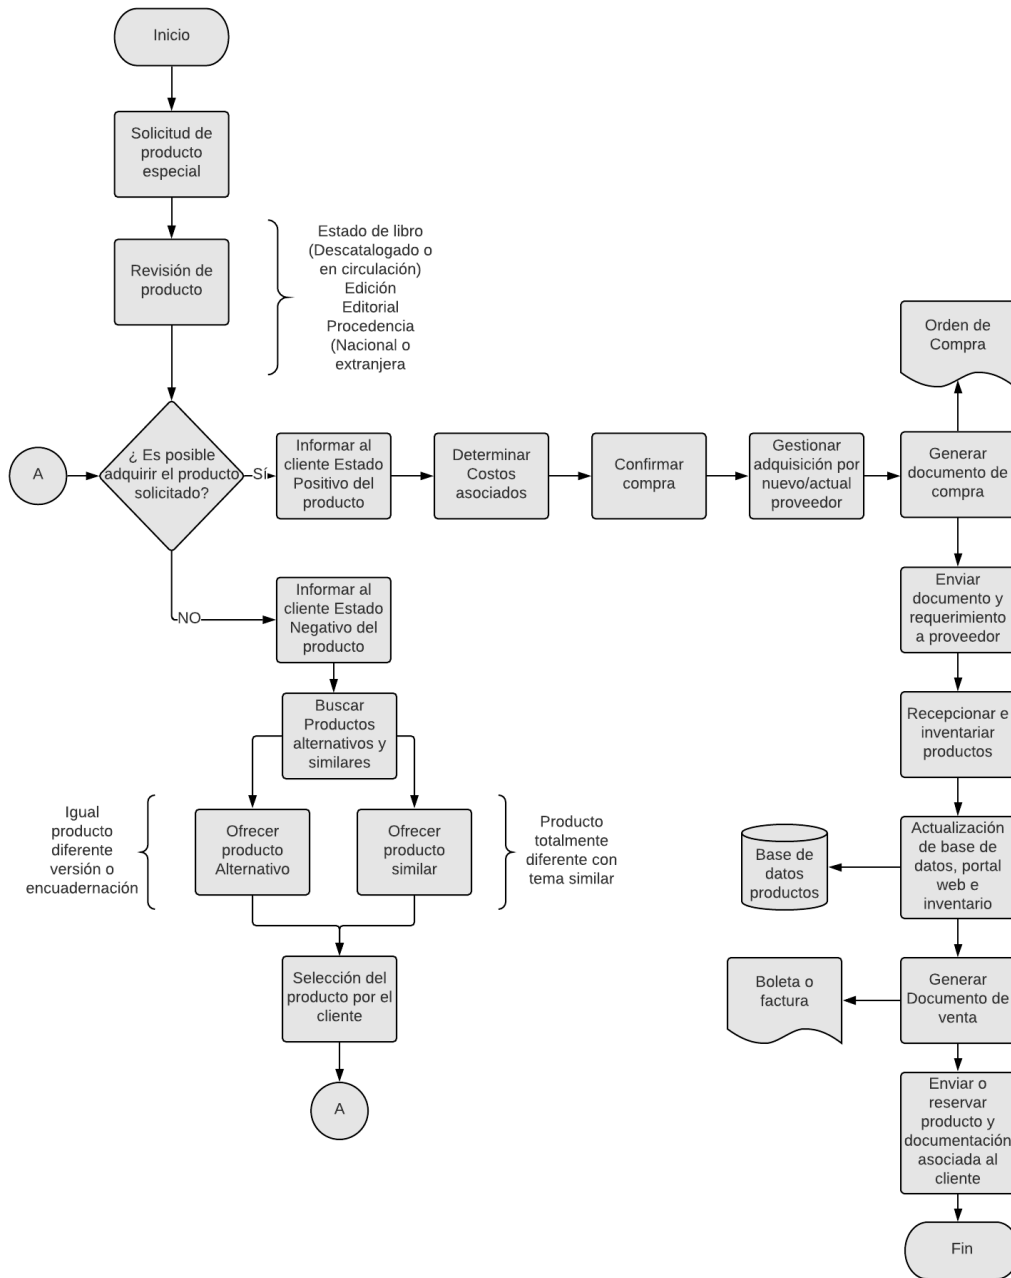 Inicio
Solicitud de
producto
especial
Revisión de
producto
Estado de libro
(Descatalogado o
en circulación)
Edición
Editorial
Procedencia
(Nacional o
extranjera
Orden de
Compra
A
¿ Es posible
adquirir el producto
solicitado?
Sí
Informar al
cliente Estado
Positivo del
producto
Determinar
Costos
asociados
Confirmar
compra
Gestionar
adquisición por
nuevo/actual
proveedor
Generar
documento de
compra
NO
Informar al
cliente Estado
Negativo del
producto
Enviar
documento y
requerimiento
a proveedor
Buscar
Productos
alternativos y
similares
Recepcionar e
inventariar
productos
Igual
producto
diferente
versión o
encuadernación
Ofrecer
producto
Alternativo
Ofrecer
producto
similar
Producto
totalmente
diferente con
tema similar
Base de
datos
productos
Actualización
de base de
datos, portal
web e
inventario
Selección del
producto por el
cliente
Boleta o
factura
Generar
Documento de
venta
A
Enviar o
reservar
producto y
documentación
asociada al
cliente
Fin